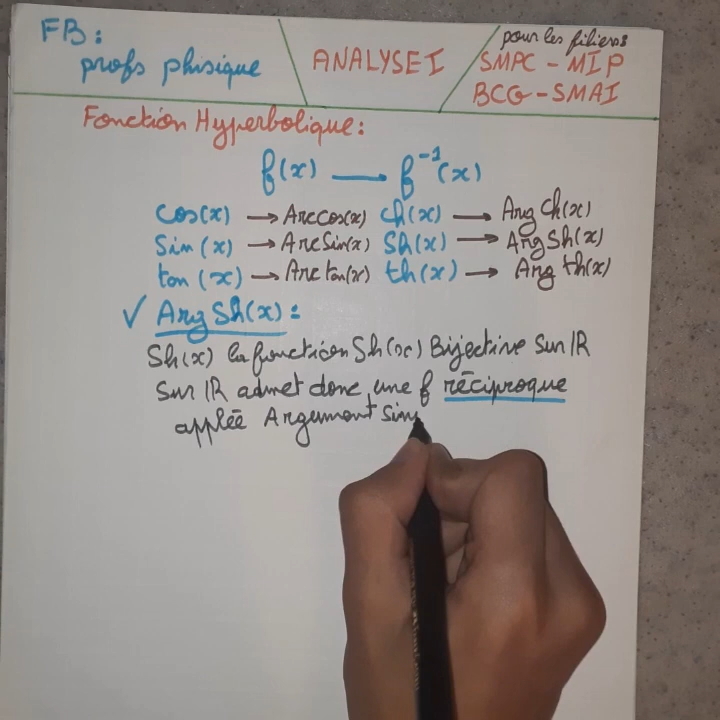 FB:
profs phisique
ANALYSE I
pour les filières
SMPC - MIP
BCG - SMAI
Fonction Hyperbolique:
f(x) → f⁻¹(x)
cos(x) → Arccos(x) ch(x) → Arg ch(x)
Sin(x) → ArcSin(x) Sh(x) → Arg Sh(x)
tan(x) → Arctan(x) th(x) → Arg th(x)
✓ Arg Sh(x):
Sh(x) la fonction Sh(x) Bijective sur IR
sur IR admet donc une f réciproque
applée Argument Sin